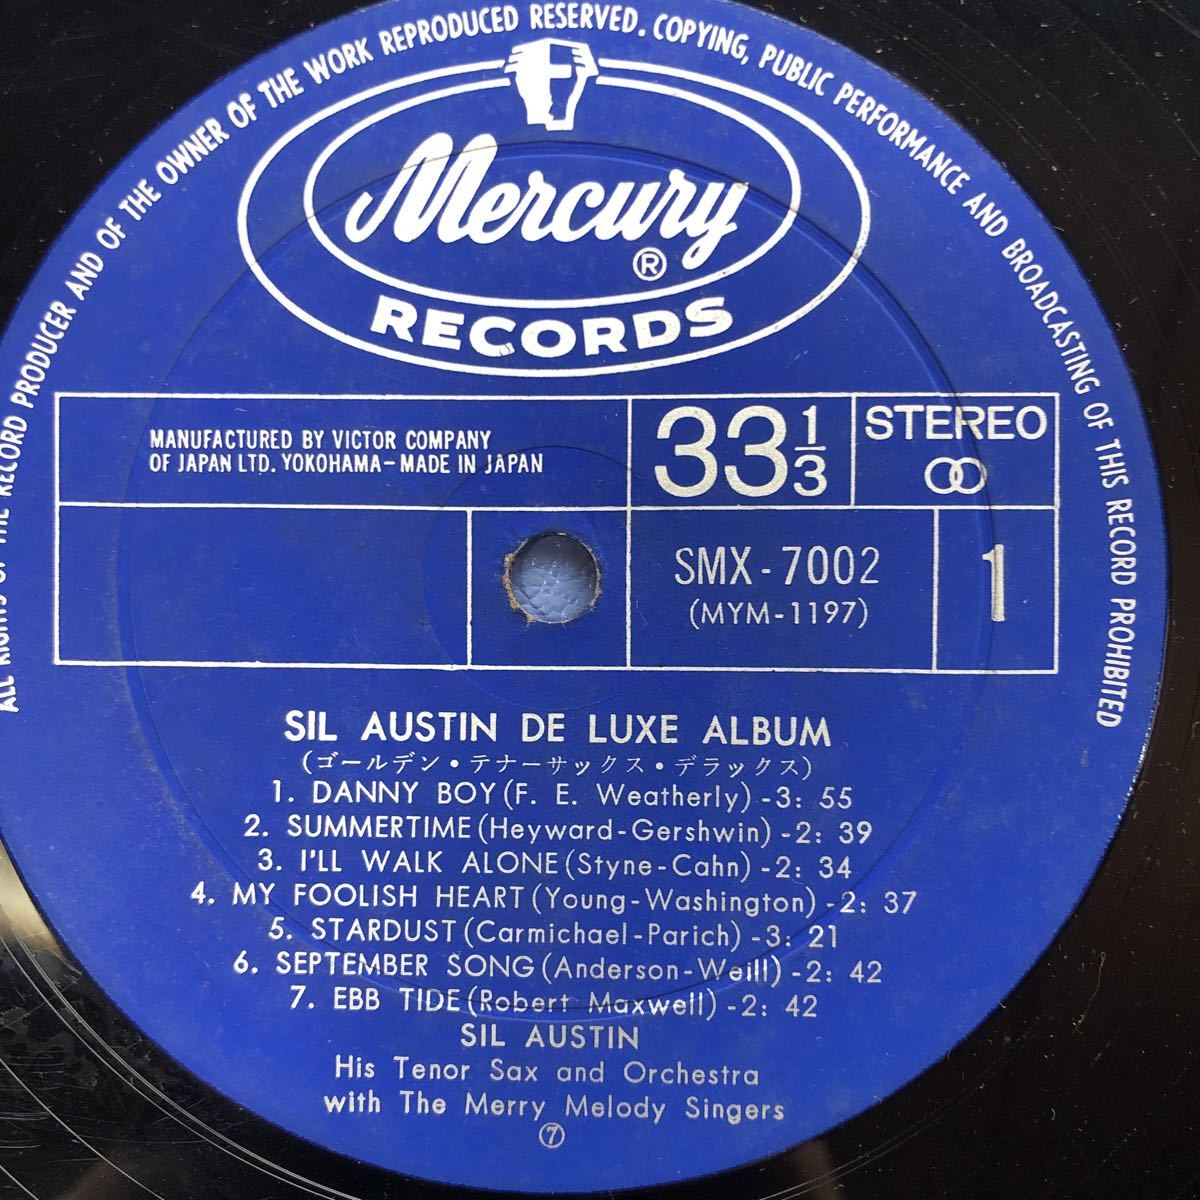 ALL RIGHTS OF THE RECORD PRODUCER AND OF THE OWNER OF THE WORK REPRODUCED RESERVED. COPYING, PUBLIC PERFORMANCE AND BROADCASTING OF THIS RECORD PROHIBITED
Mercury
®
RECORDS
MANUFACTURED BY VICTOR COMPANY
OF JAPAN LTD. YOKOHAMA-MADE IN JAPAN
33 1/3
STEREO
SMX-7002
(MYM-1197)
1
SIL AUSTIN DE LUXE ALBUM
(ゴールデン・テナーサックス・デラックス)
1. DANNY BOY(F. E. Weatherly)-3: 55
2. SUMMERTIME(Heyward-Gershwin)-2: 39
3. I'LL WALK ALONE(Styne-Cahn)-2: 34
4. MY FOOLISH HEART(Young-Washington)-2: 37
5. STARDUST(Carmichael-Parich)-3: 21
6. SEPTEMBER SONG(Anderson-Weill)-2: 42
7. EBB TIDE(Robert Maxwell)-2: 42
SIL AUSTIN
His Tenor Sax and Orchestra
with The Merry Melody Singers
⑦